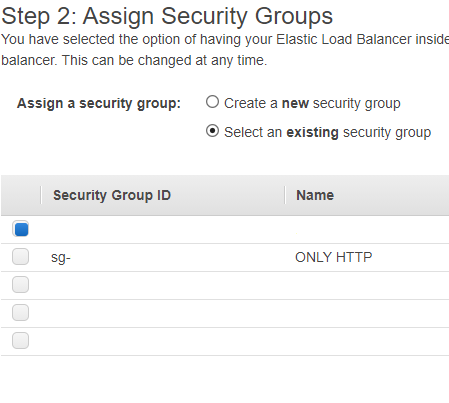 Step 2: Assign Security Groups
You have selected the option of having your Elastic Load Balancer inside
balancer. This can be changed at any time.
Assign a security group:
Create a new security group
Select an existing security group
Security Group ID Name
sg- ONLY HTTP